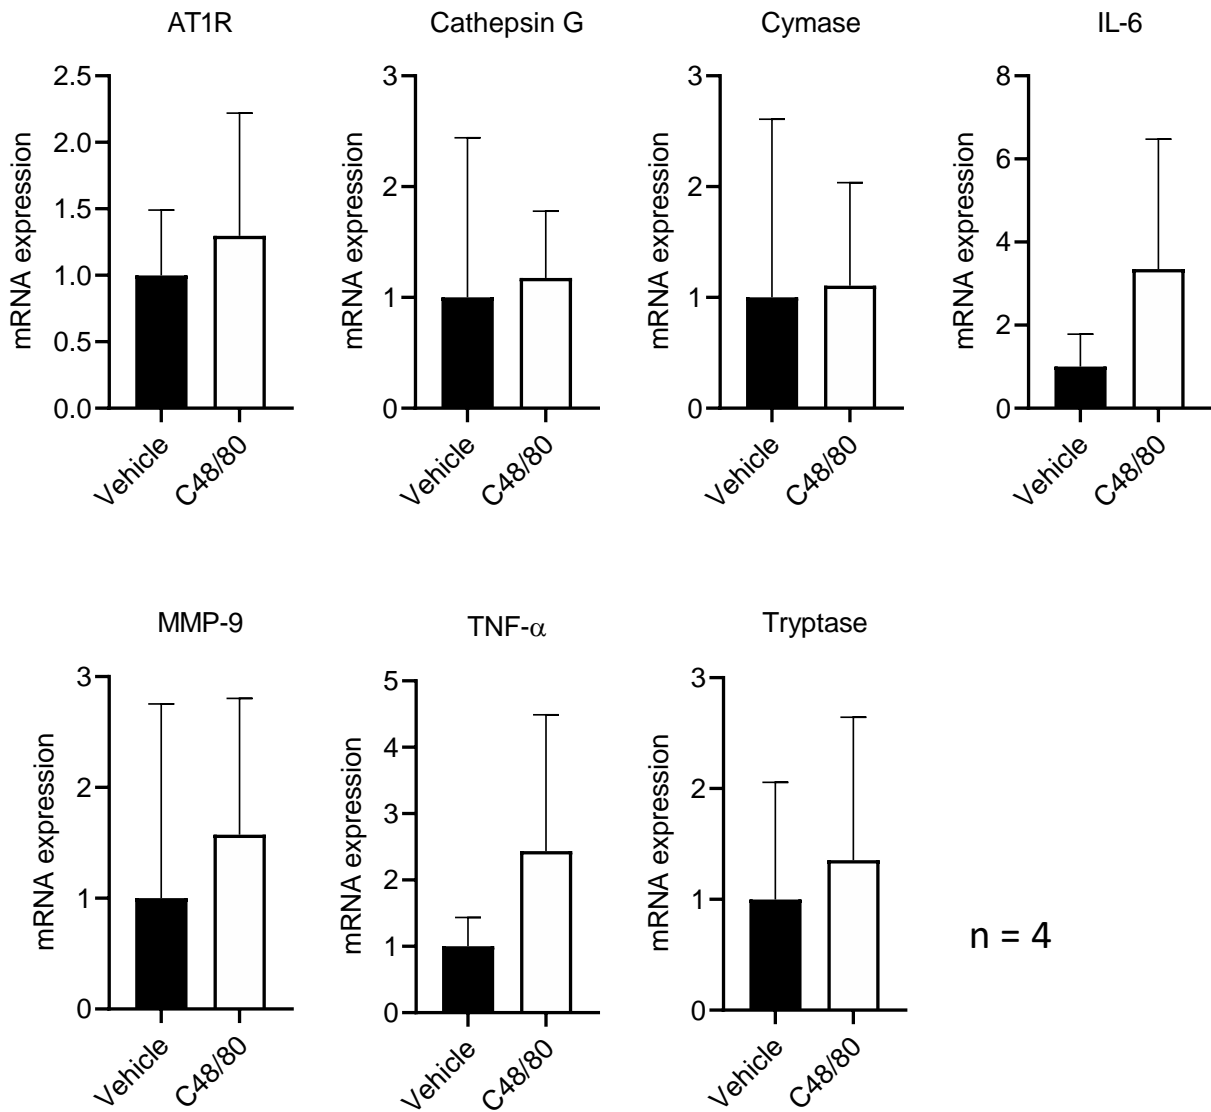 AT1R
2.5
2.0
1.5
1.0
0.5
0.0
mRNA expression
Vehicle
C48/80
Cathepsin G
3
2
1
0
mRNA expression
Vehicle
C48/80
Cymase
3
2
1
0
mRNA expression
Vehicle
C48/80
IL-6
8
6
4
2
0
mRNA expression
Vehicle
C48/80
MMP-9
3
2
1
0
mRNA expression
Vehicle
C48/80
TNF-α
5
4
3
2
1
0
mRNA expression
Vehicle
C48/80
Tryptase
3
2
1
0
mRNA expression
Vehicle
C48/80
n = 4